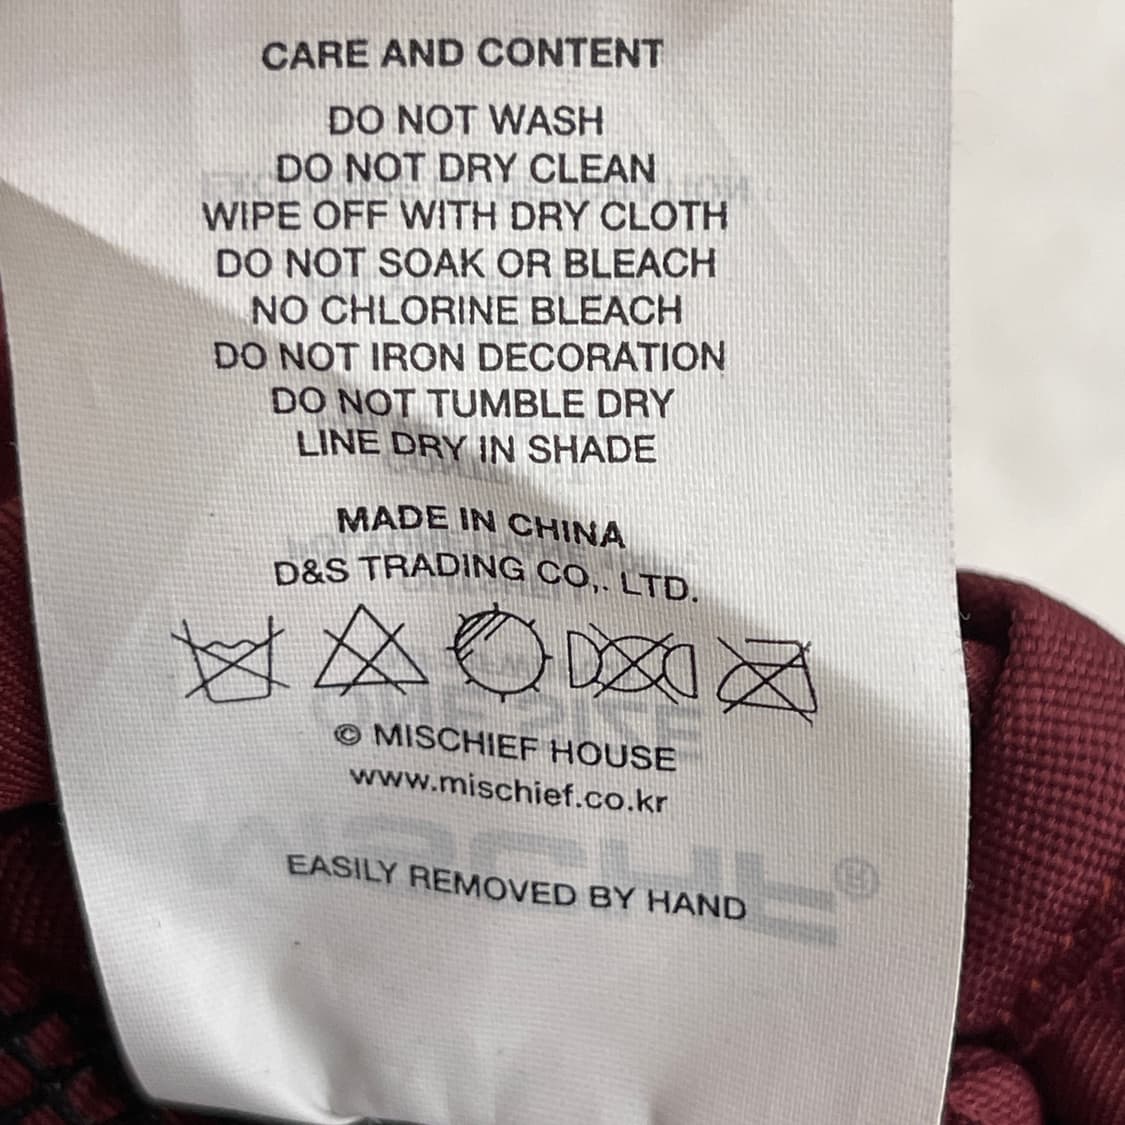 CARE AND CONTENT
DO NOT WASH
DO NOT DRY CLEAN
WIPE OFF WITH DRY CLOTH
DO NOT SOAK OR BLEACH
NO CHLORINE BLEACH
DO NOT IRON DECORATION
DO NOT TUMBLE DRY
LINE DRY IN SHADE
MADE IN CHINA
D&S TRADING CO,. LTD.
© MISCHIEF HOUSE
www.mischief.co.kr
EASILY REMOVED BY HAND